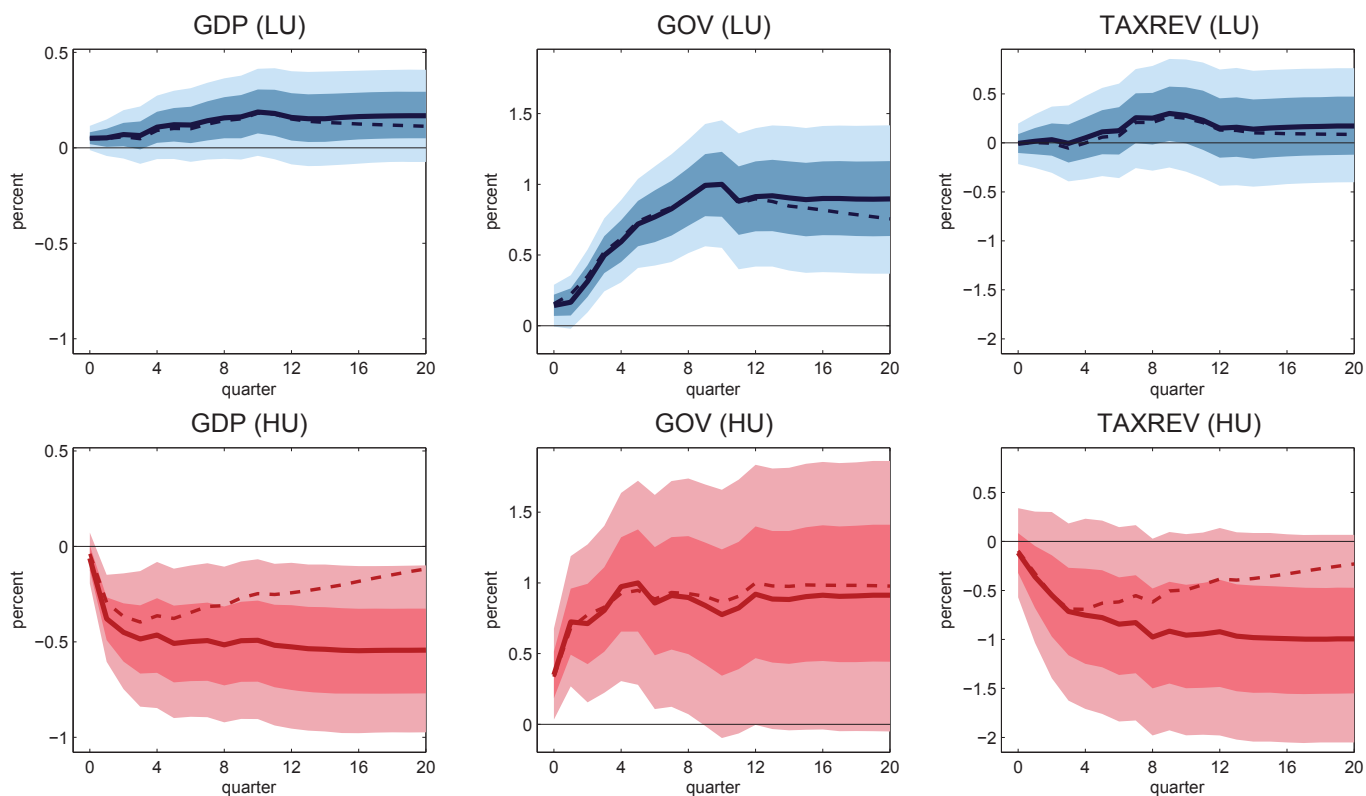 GDP (LU)
0.5
0
−0.5
−1
percent
0 4 8 12 16 20
quarter
GOV (LU)
1.5
1
0.5
0
percent
0 4 8 12 16 20
quarter
TAXREV (LU)
0.5
0
−0.5
−1
−1.5
−2
percent
0 4 8 12 16 20
quarter
GDP (HU)
0.5
0
−0.5
−1
percent
0 4 8 12 16 20
quarter
GOV (HU)
1.5
1
0.5
0
percent
0 4 8 12 16 20
quarter
TAXREV (HU)
0.5
0
−0.5
−1
−1.5
−2
percent
0 4 8 12 16 20
quarter